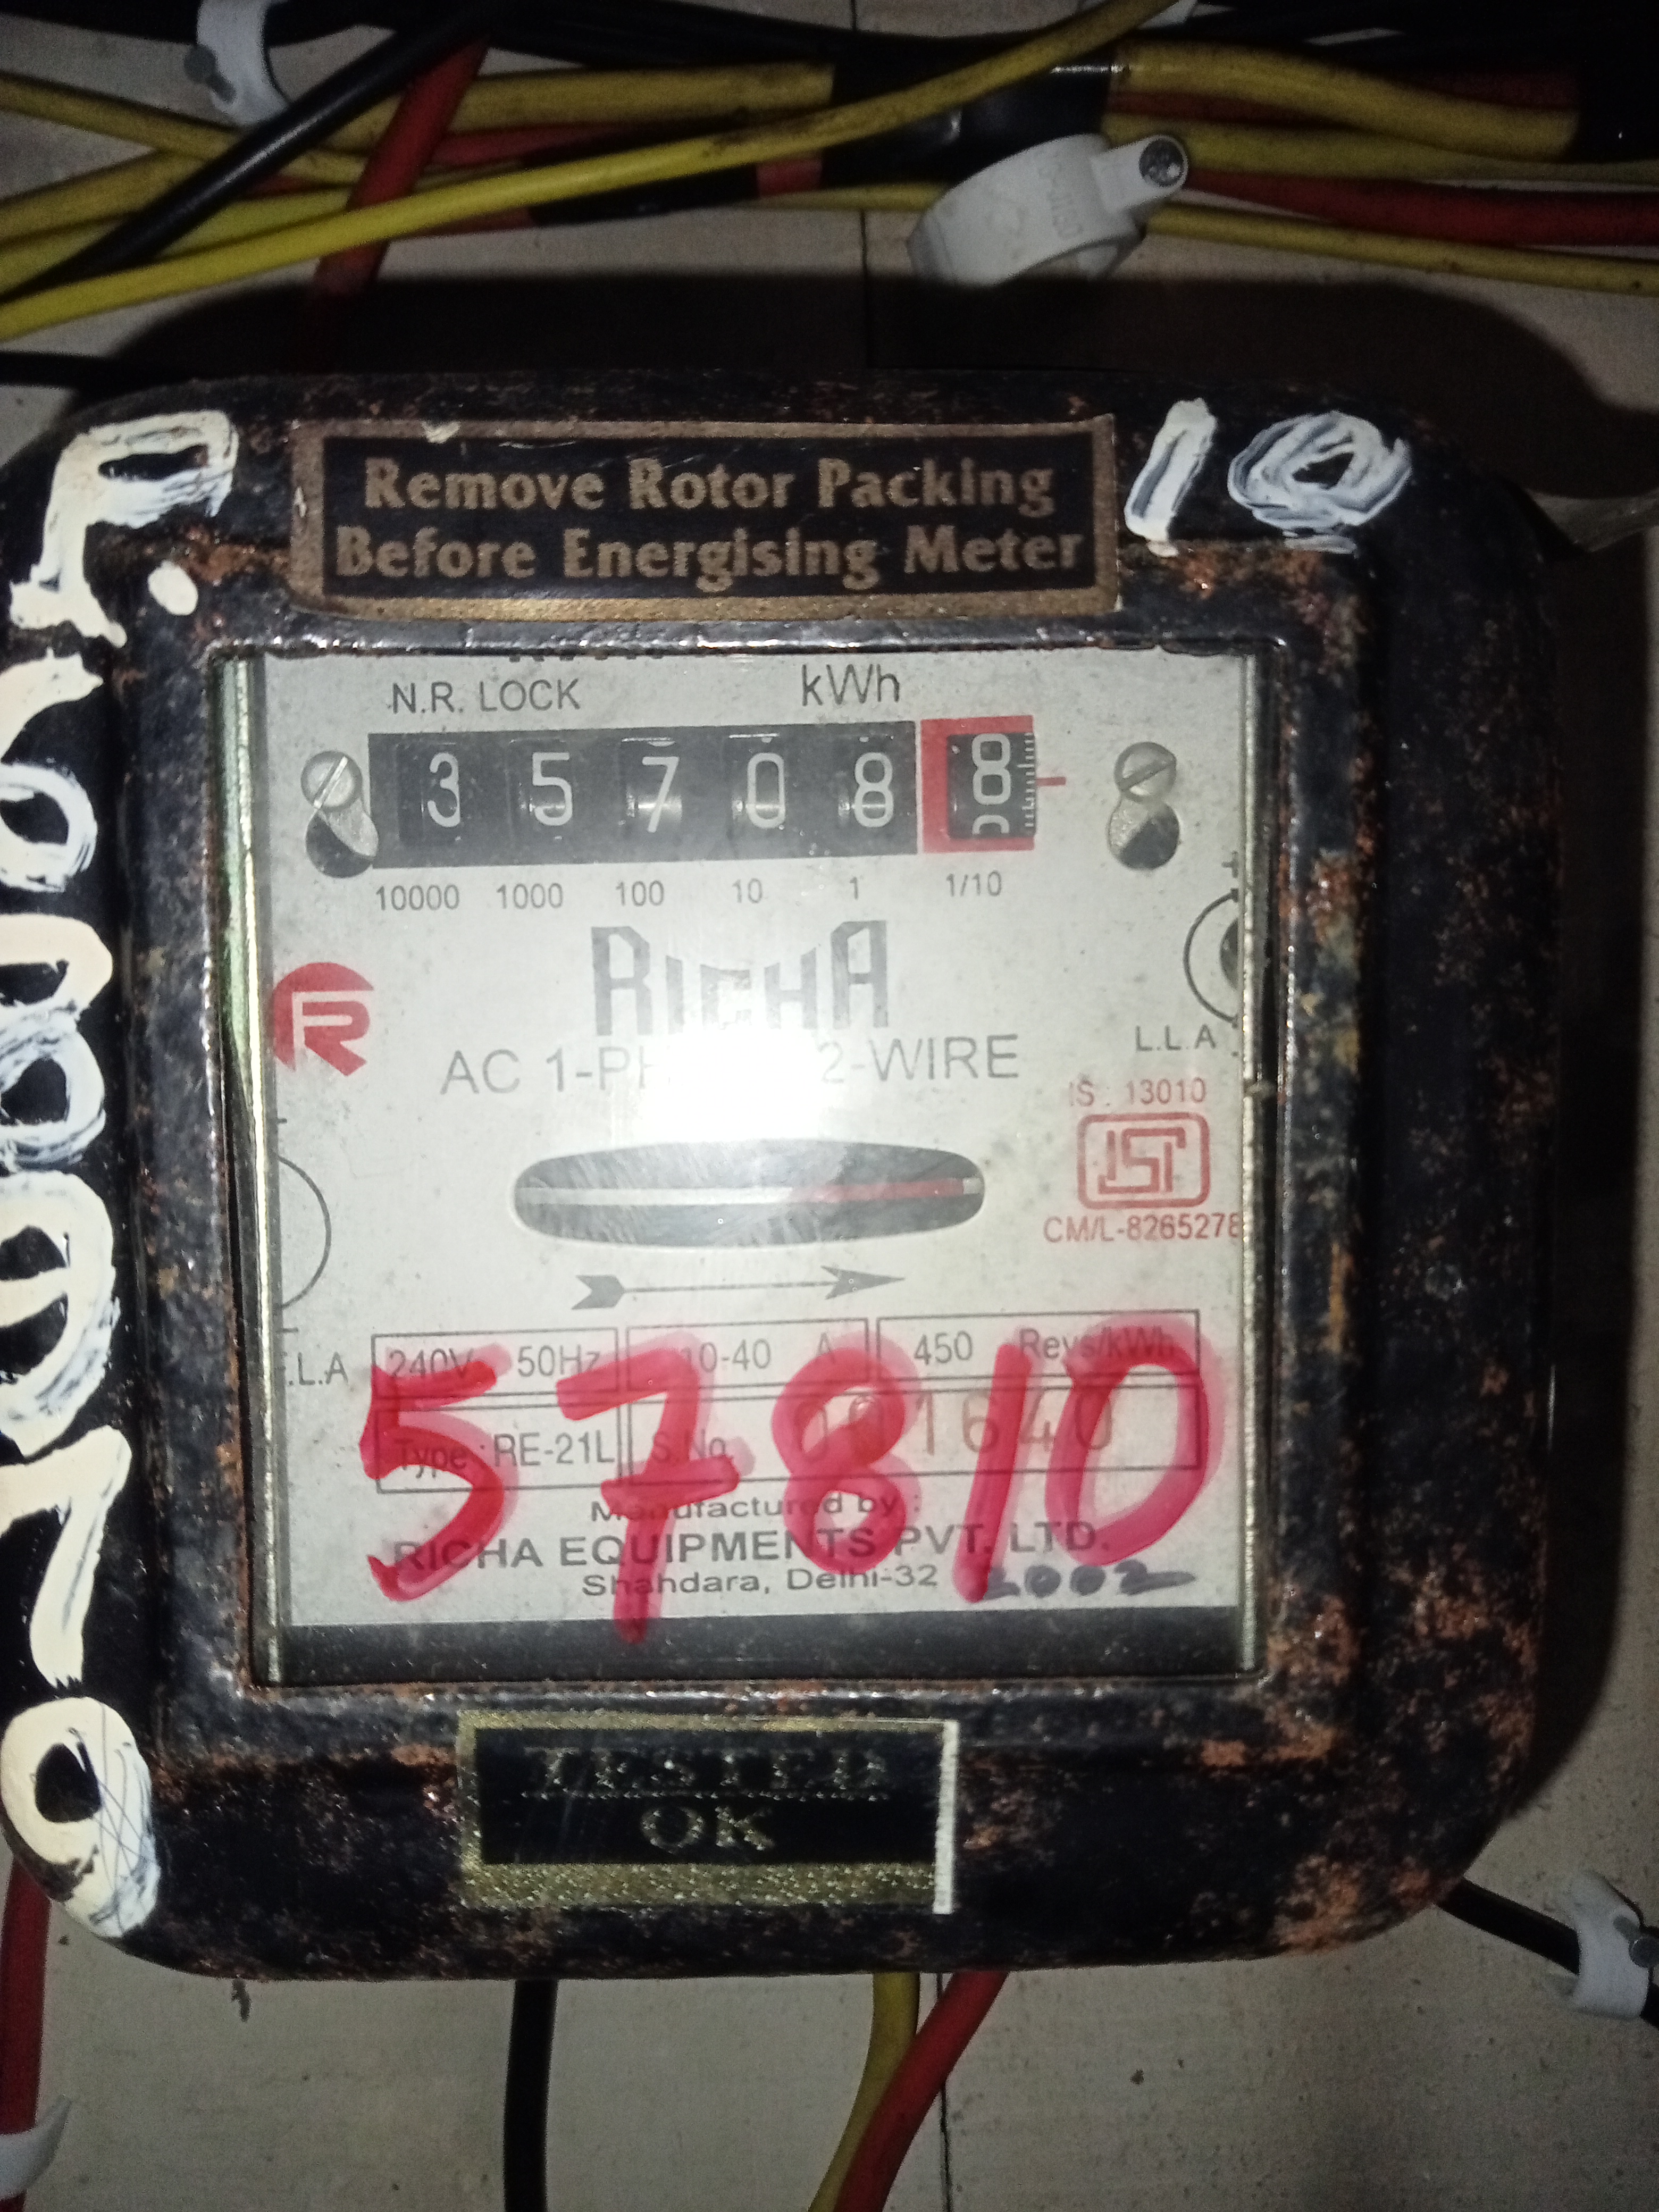 Remove Rotor Packing
Before Energising Meter
10
N.R. LOCK kWh
3 5 7 0 8 8
10000 1000 100 10 1 1/10
RICHA
R
AC 1-PH 2-WIRE
L.L.A.
IS : 13010
ISI
CM/L-8265278
.L.A
240V 50Hz 10-40 A 450 Revs/kWh
Type : RE-21L S.No. 001640
57810
Manufactured by :
RICHA EQUIPMENTS PVT. LTD.
Shahdara, Delhi-32 2002
TESTED
OK